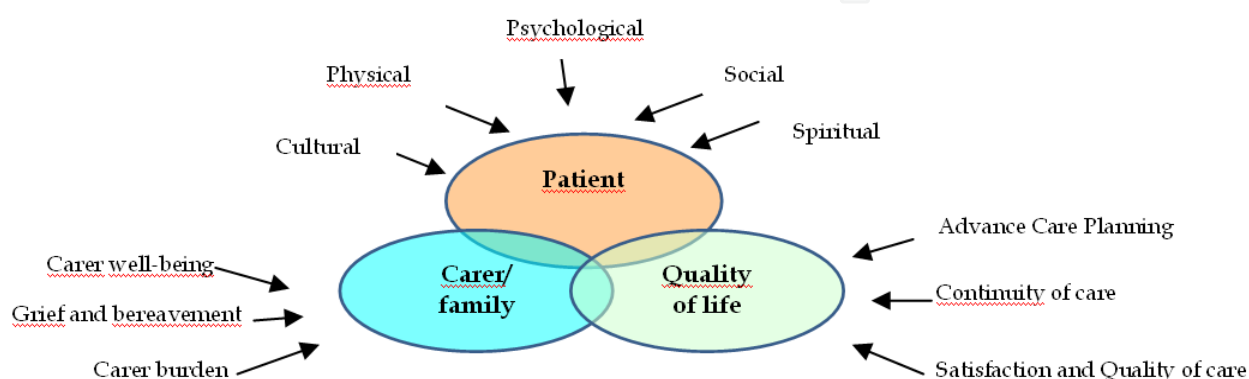 Psychological
Physical
Social
Spiritual
Cultural
Patient
Advance Care Planning
Carer well-being
Carer/
family
Quality
of life
Continuity of care
Grief and bereavement
Carer burden
Satisfaction and Quality of care